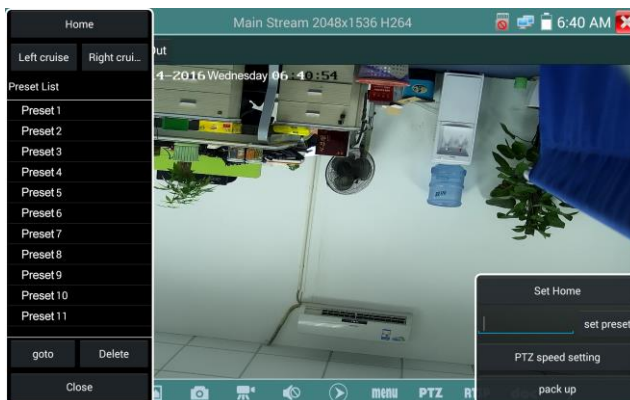 Home
Main Stream 2048x1536 H264
6:40 AM
Left cruise
Right crui...
Out
4-2016 Wednesday 06:40:54
Preset List
Preset 1
Preset 2
Preset 3
Preset 4
Preset 5
Preset 6
Preset 7
Preset 8
Preset 9
Preset 10
Preset 11
Set Home
set preset
PTZ speed setting
goto
Delete
Close
menu
PTZ
pack up